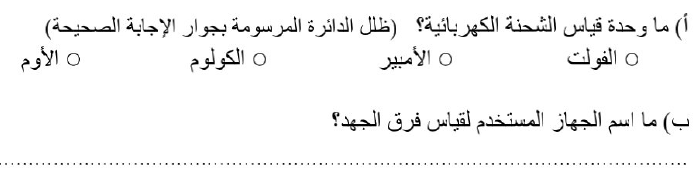 أ) ما وحدة قياس الشحنة الكهربائية؟ (ظلل الدائرة المرسومة بجوار الإجابة الصحيحة)
○ الفولت ○ الأمبير ○ الكولوم ○ الأوم
ب) ما اسم الجهاز المستخدم لقياس فرق الجهد؟